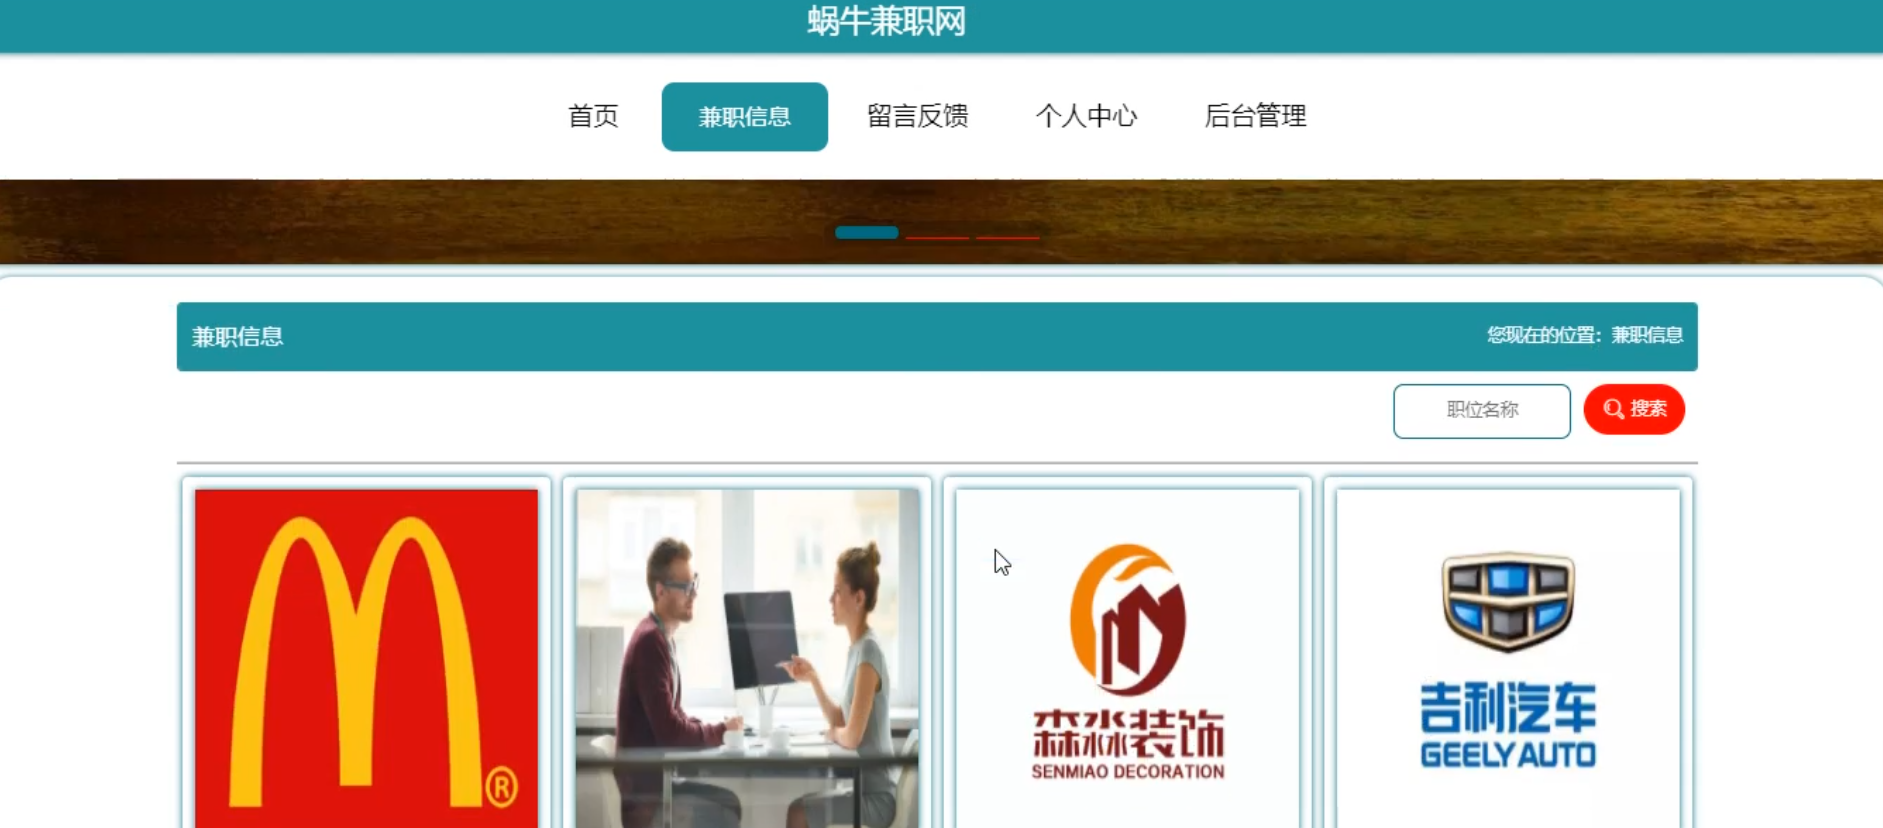 蜗牛兼职网
首页 兼职信息 留言反馈 个人中心 后台管理
兼职信息 您现在的位置：兼职信息
职位名称 搜索
®
森淼装饰
SENMIAO DECORATION
吉利汽车
GEELY AUTO